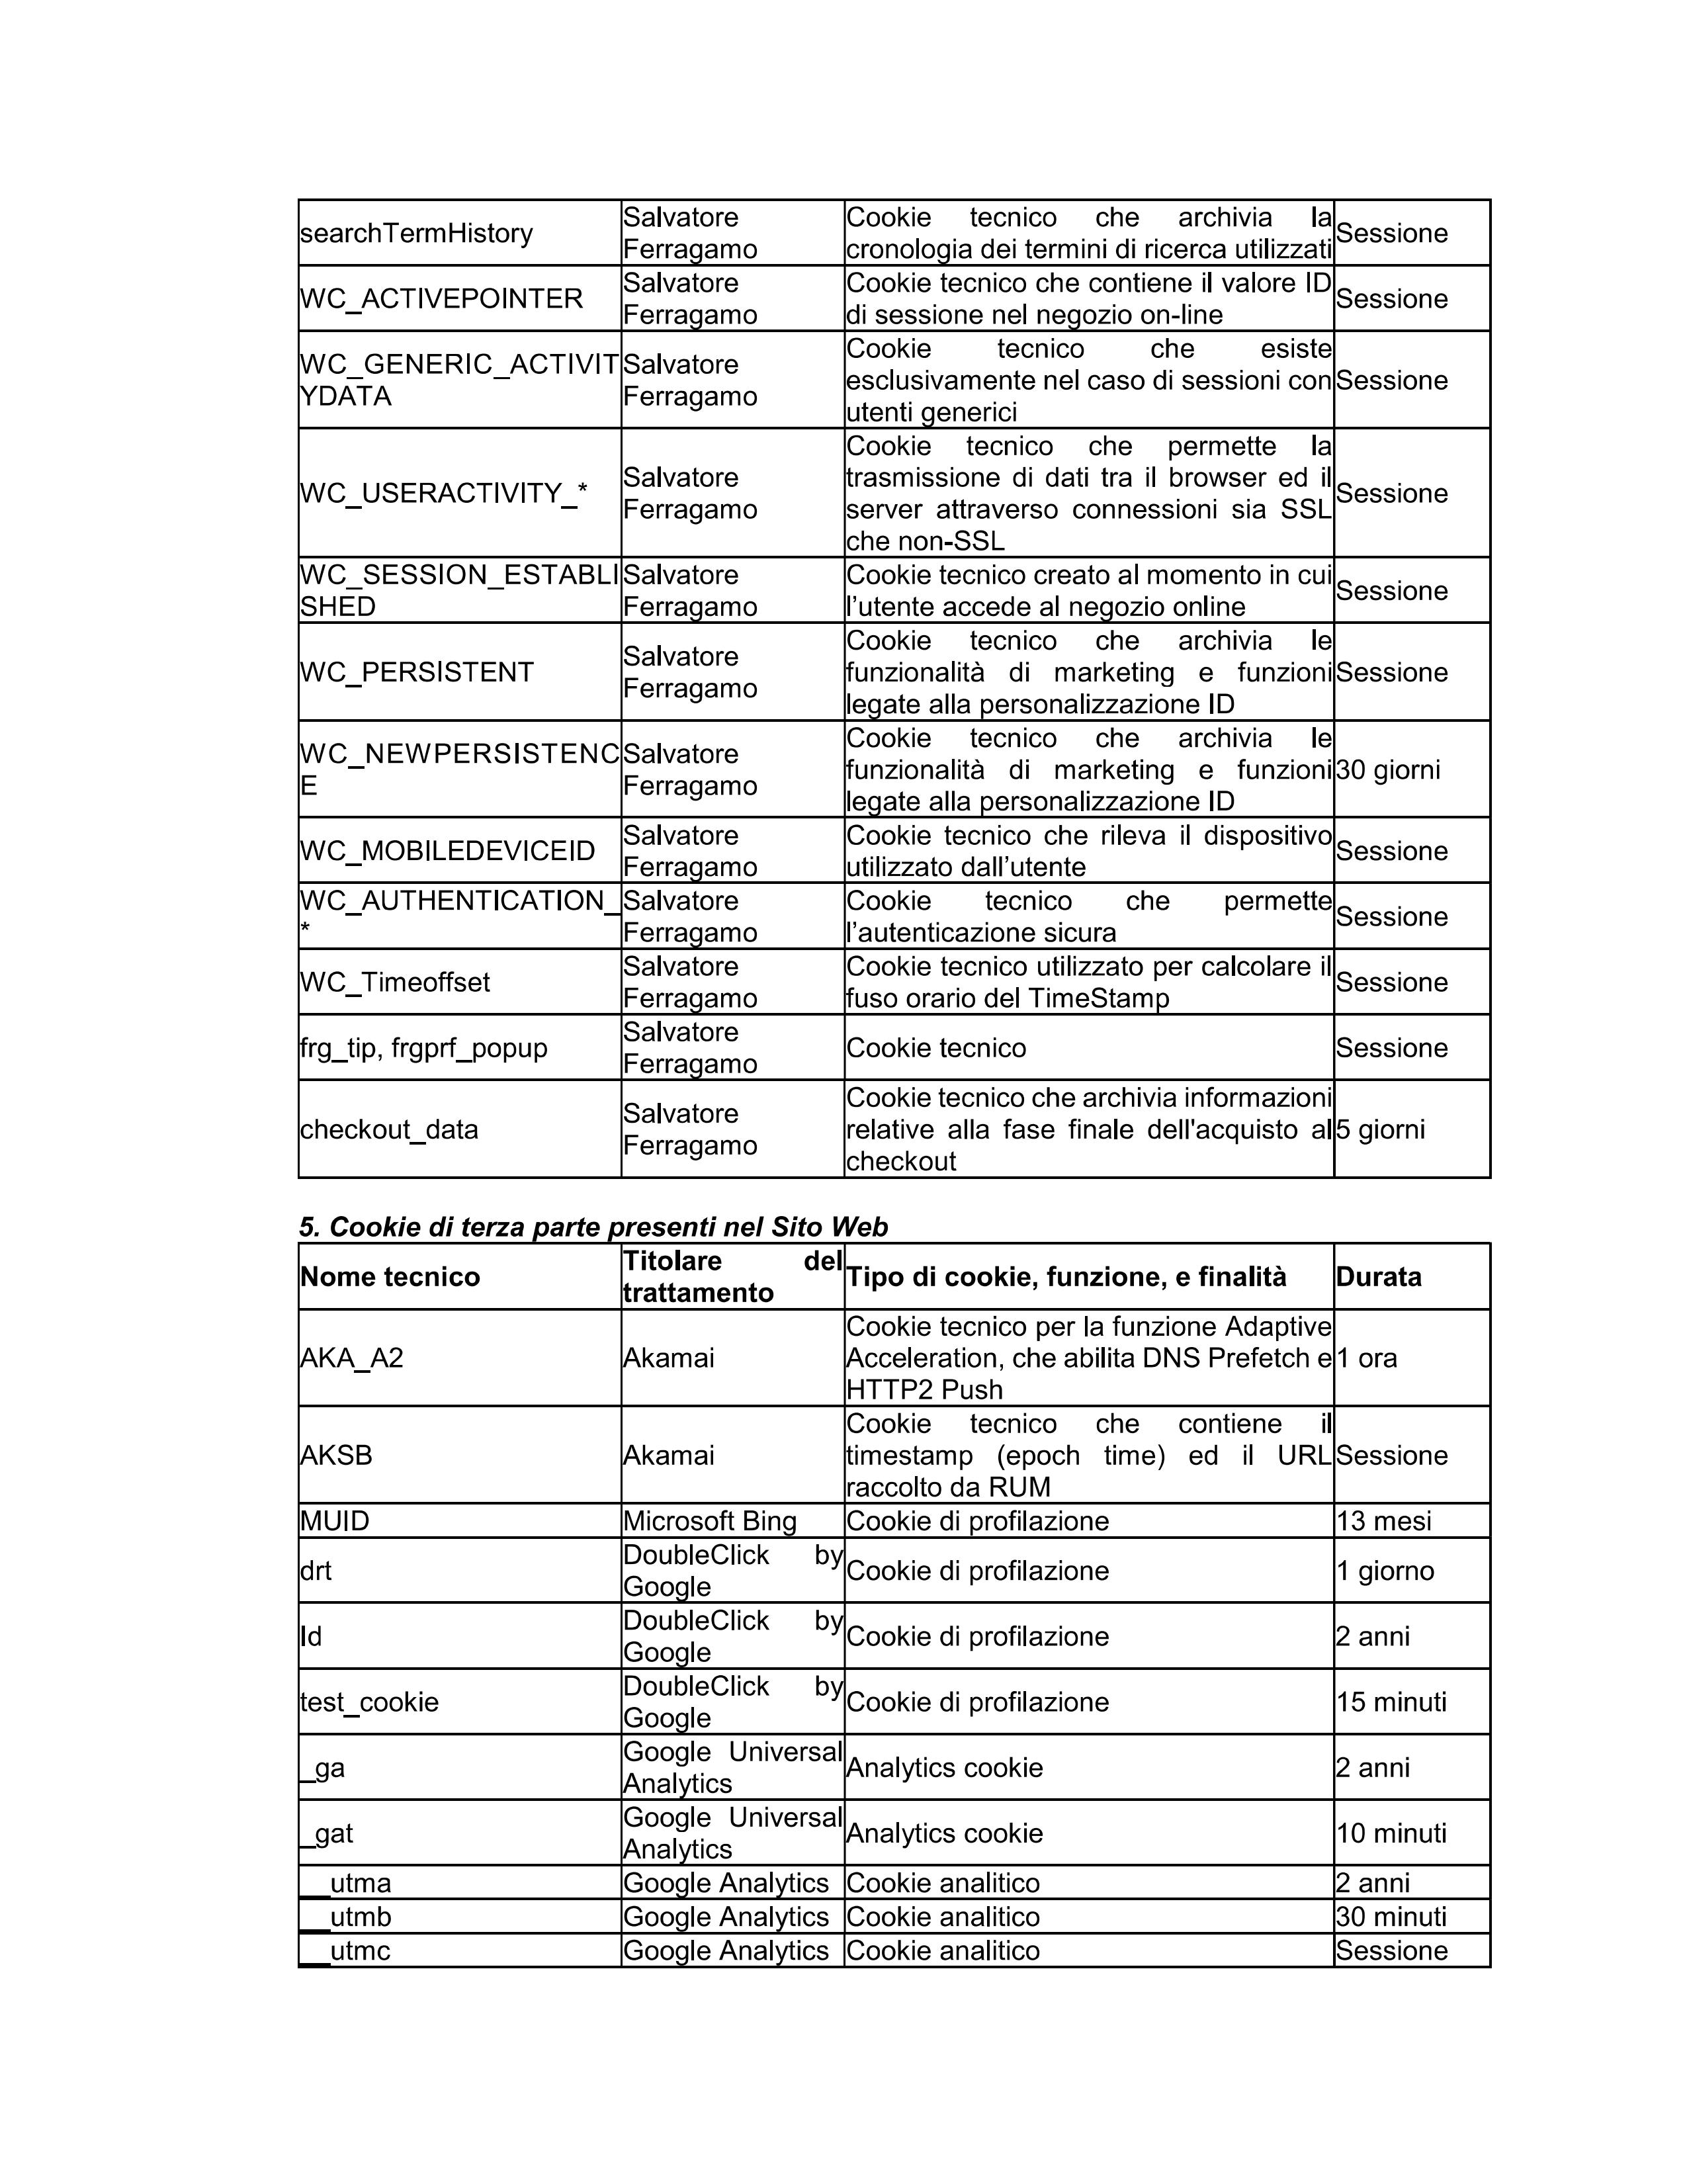 searchTermHistory
Salvatore
Ferragamo
Cookie tecnico che archivia la
cronologia dei termini di ricerca utilizzati
Sessione
WC_ACTIVEPOINTER
Salvatore
Ferragamo
Cookie tecnico che contiene il valore ID
di sessione nel negozio on-line
Sessione
WC_GENERIC_ACTIVIT
YDATA
Salvatore
Ferragamo
Cookie tecnico che esiste
esclusivamente nel caso di sessioni con
utenti generici
Sessione
WC_USERACTIVITY_*
Salvatore
Ferragamo
Cookie tecnico che permette la
trasmissione di dati tra il browser ed il
server attraverso connessioni sia SSL
che non-SSL
Sessione
WC_SESSION_ESTABLI
SHED
Salvatore
Ferragamo
Cookie tecnico creato al momento in cui
l’utente accede al negozio online
Sessione
WC_PERSISTENT
Salvatore
Ferragamo
Cookie tecnico che archivia le
funzionalità di marketing e funzioni
legate alla personalizzazione ID
Sessione
WC_NEWPERSISTENC
E
Salvatore
Ferragamo
Cookie tecnico che archivia le
funzionalità di marketing e funzioni
legate alla personalizzazione ID
30 giorni
WC_MOBILEDEVICEID
Salvatore
Ferragamo
Cookie tecnico che rileva il dispositivo
utilizzato dall’utente
Sessione
WC_AUTHENTICATION_
*
Salvatore
Ferragamo
Cookie tecnico che permette
l’autenticazione sicura
Sessione
WC_Timeoffset
Salvatore
Ferragamo
Cookie tecnico utilizzato per calcolare il
fuso orario del TimeStamp
Sessione
frg_tip, frgprf_popup
Salvatore
Ferragamo
Cookie tecnico
Sessione
checkout_data
Salvatore
Ferragamo
Cookie tecnico che archivia informazioni
relative alla fase finale dell'acquisto al
checkout
5 giorni
5. Cookie di terza parte presenti nel Sito Web
Nome tecnico
Titolare del
trattamento
Tipo di cookie, funzione, e finalità
Durata
AKA_A2
Akamai
Cookie tecnico per la funzione Adaptive
Acceleration, che abilita DNS Prefetch e
HTTP2 Push
1 ora
AKSB
Akamai
Cookie tecnico che contiene il
timestamp (epoch time) ed il URL
raccolto da RUM
Sessione
MUID
Microsoft Bing
Cookie di profilazione
13 mesi
drt
DoubleClick by
Google
Cookie di profilazione
1 giorno
Id
DoubleClick by
Google
Cookie di profilazione
2 anni
test_cookie
DoubleClick by
Google
Cookie di profilazione
15 minuti
_ga
Google Universal
Analytics
Analytics cookie
2 anni
_gat
Google Universal
Analytics
Analytics cookie
10 minuti
__utma
Google Analytics
Cookie analitico
2 anni
__utmb
Google Analytics
Cookie analitico
30 minuti
__utmc
Google Analytics
Cookie analitico
Sessione